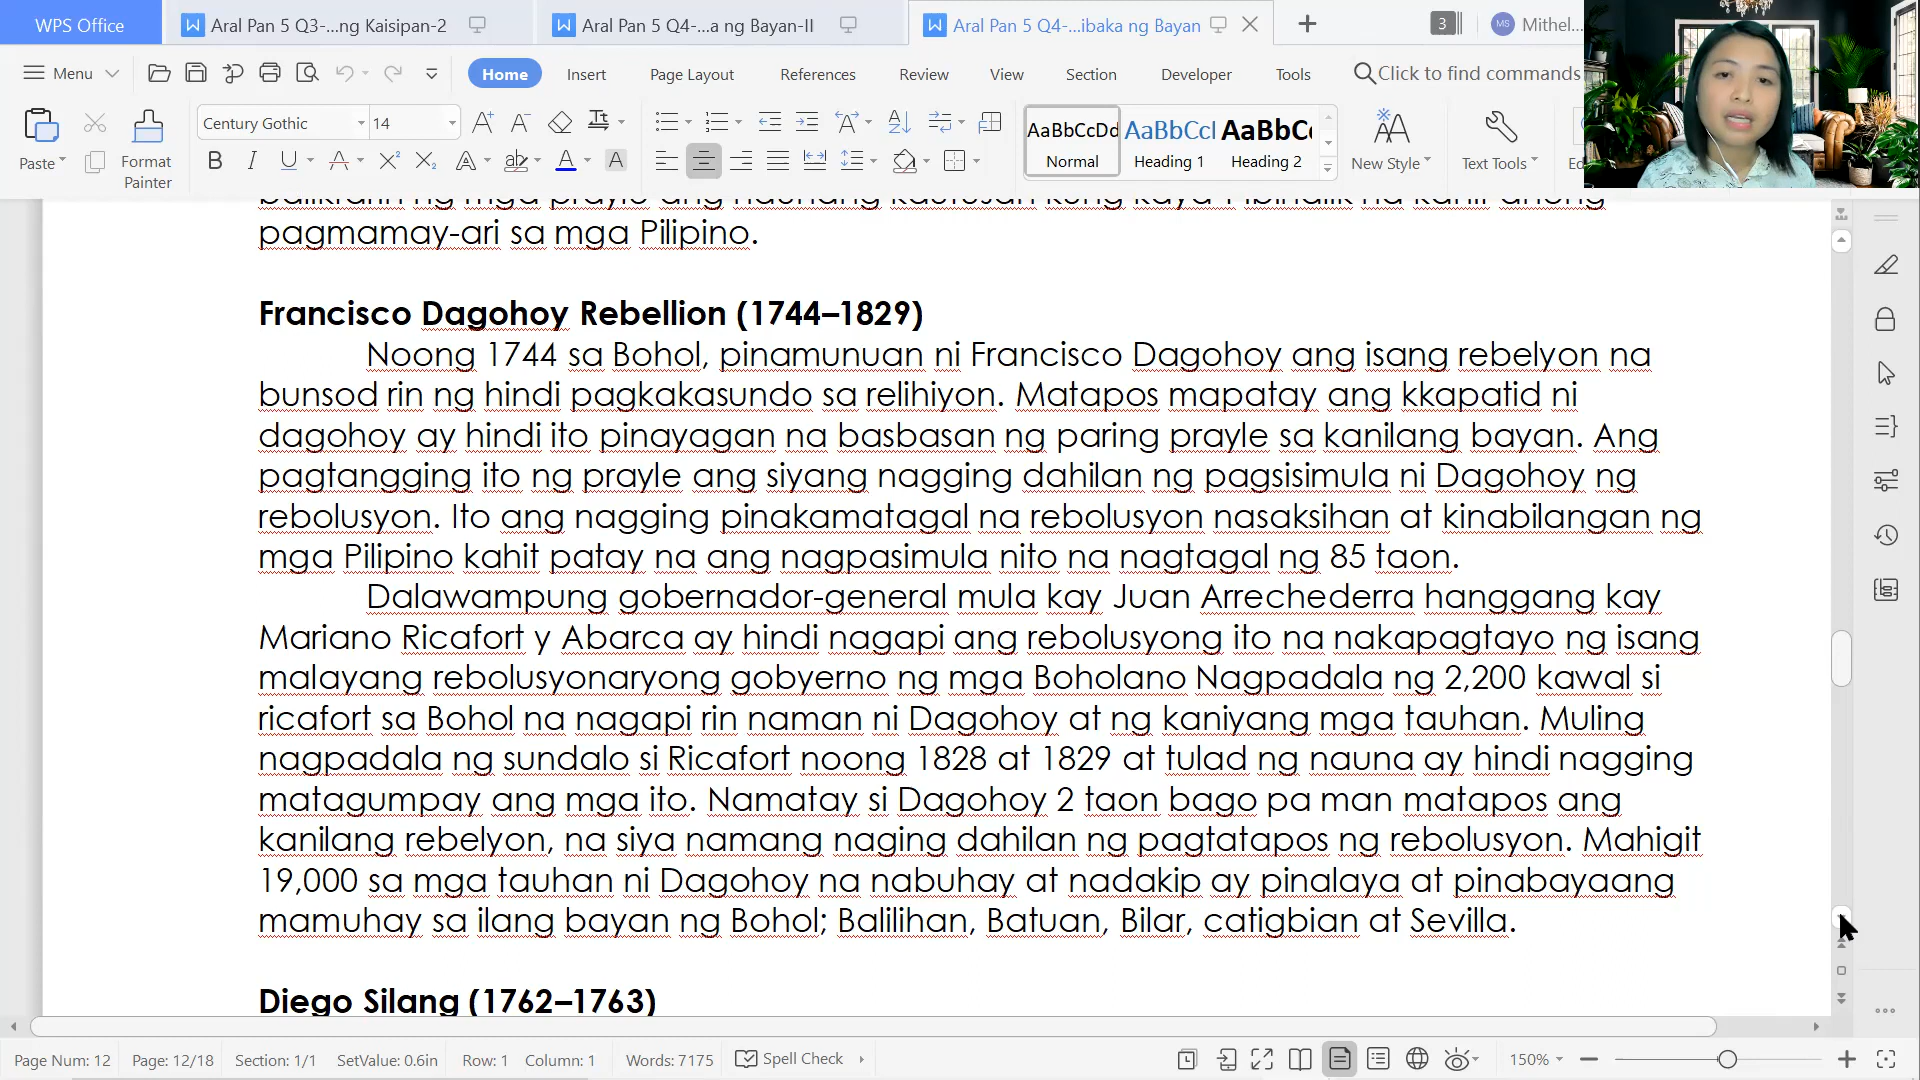 WPS Office
Aral Pan 5 Q3-...ng Kaisipan-2
Aral Pan 5 Q4-...a ng Bayan-II
Aral Pan 5 Q4-...ibaka ng Bayan
3
MS Mithel...
Menu
Home
Insert
Page Layout
References
Review
View
Section
Developer
Tools
Click to find commands
Paste
Format
Painter
Century Gothic
14
AaBbCcDd
Normal
AaBbCcl
Heading 1
AaBbC
Heading 2
New Style
Text Tools
pagmamay-ari sa mga Pilipino.
Francisco Dagohoy Rebellion (1744–1829)
Noong 1744 sa Bohol, pinamunuan ni Francisco Dagohoy ang isang rebelyon na
bunsod rin ng hindi pagkakasundo sa relihiyon. Matapos mapatay ang kkapatid ni
dagohoy ay hindi ito pinayagan na basbasan ng paring prayle sa kanilang bayan. Ang
pagtangging ito ng prayle ang siyang nagging dahilan ng pagsisimula ni Dagohoy ng
rebolusyon. Ito ang nagging pinakamatagal na rebolusyon nasaksihan at kinabilangan ng
mga Pilipino kahit patay na ang nagpasimula nito na nagtagal ng 85 taon.
Dalawampung gobernador-general mula kay Juan Arrechederra hanggang kay
Mariano Ricafort y Abarca ay hindi nagapi ang rebolusyong ito na nakapagtayo ng isang
malayang rebolusyonaryong gobyerno ng mga Boholano Nagpadala ng 2,200 kawal si
ricafort sa Bohol na nagapi rin naman ni Dagohoy at ng kaniyang mga tauhan. Muling
nagpadala ng sundalo si Ricafort noong 1828 at 1829 at tulad ng nauna ay hindi nagging
matagumpay ang mga ito. Namatay si Dagohoy 2 taon bago pa man matapos ang
kanilang rebelyon, na siya namang naging dahilan ng pagtatapos ng rebolusyon. Mahigit
19,000 sa mga tauhan ni Dagohoy na nabuhay at nadakip ay pinalaya at pinabayaang
mamuhay sa ilang bayan ng Bohol; Balilihan, Batuan, Bilar, catigbian at Sevilla.
Diego Silang (1762–1763)
Page Num: 12
Page: 12/18
Section: 1/1
SetValue: 0.6in
Row: 1
Column: 1
Words: 7175
Spell Check
150%